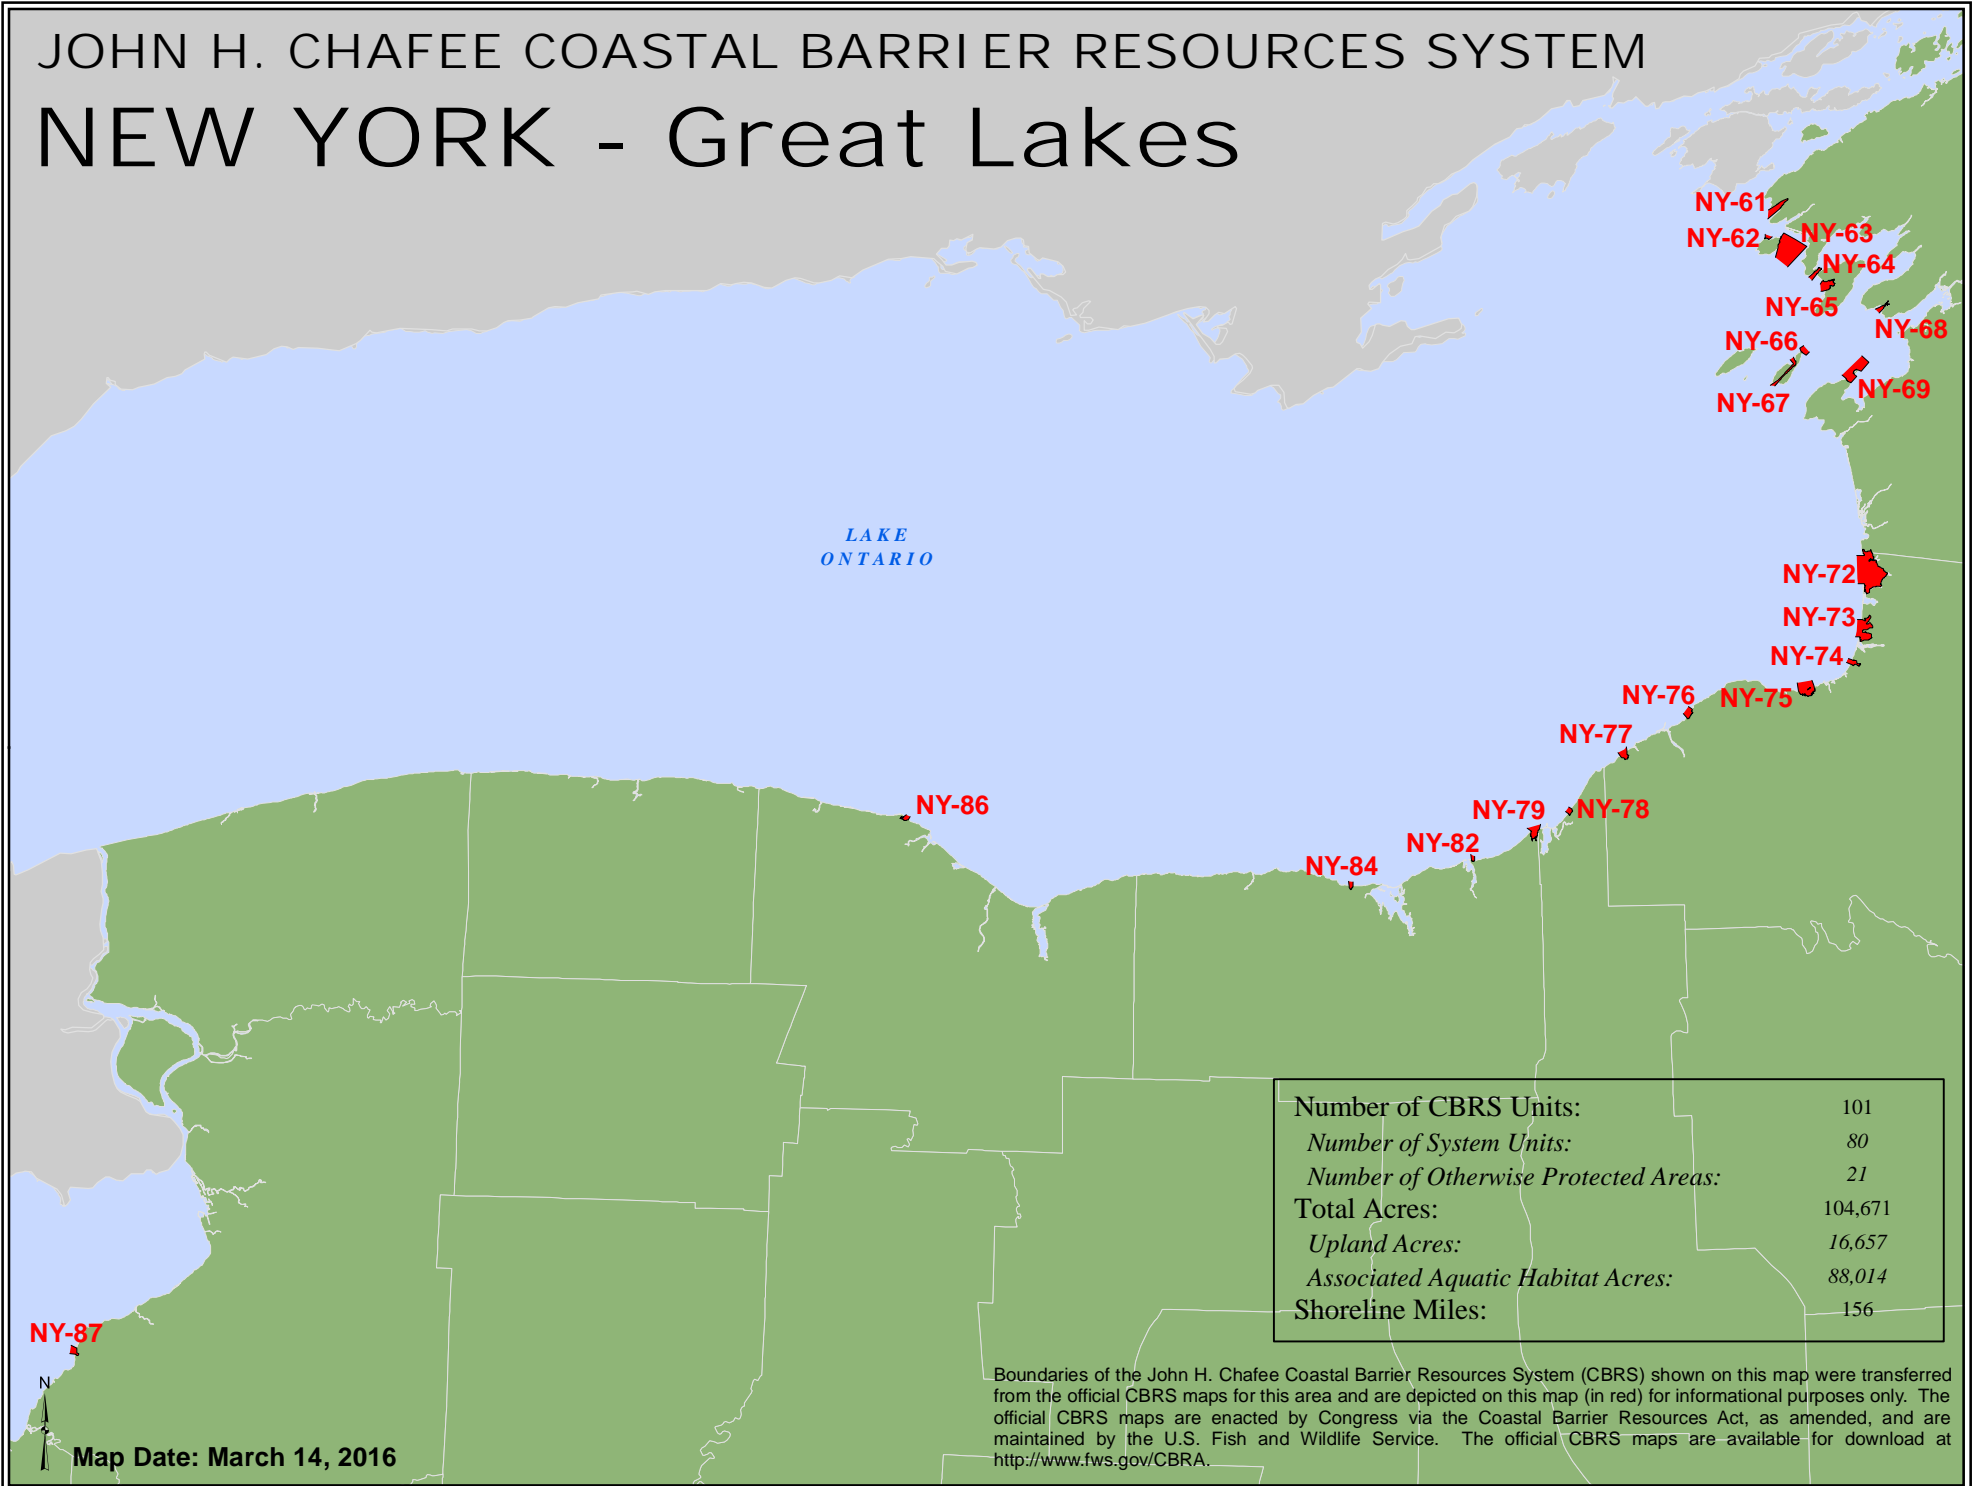 JOHN H. CHAFEE COASTAL BARRIER RESOURCES SYSTEM
NEW YORK - Great Lakes
NY-61
NY-62
NY-63
NY-64
NY-65
NY-68
NY-66
NY-67
NY-69
LAKE
ONTARIO
NY-72
NY-73
NY-74
NY-75
NY-76
NY-77
NY-78
NY-79
NY-82
NY-84
NY-86
NY-87
Number of CBRS Units: 101
Number of System Units: 80
Number of Otherwise Protected Areas: 21
Total Acres: 104,671
Upland Acres: 16,657
Associated Aquatic Habitat Acres: 88,014
Shoreline Miles: 156
Boundaries of the John H. Chafee Coastal Barrier Resources System (CBRS) shown on this map were transferred
from the official CBRS maps for this area and are depicted on this map (in red) for informational purposes only. The
official CBRS maps are enacted by Congress via the Coastal Barrier Resources Act, as amended, and are
maintained by the U.S. Fish and Wildlife Service. The official CBRS maps are available for download at
http://www.fws.gov/CBRA.
N
Map Date: March 14, 2016